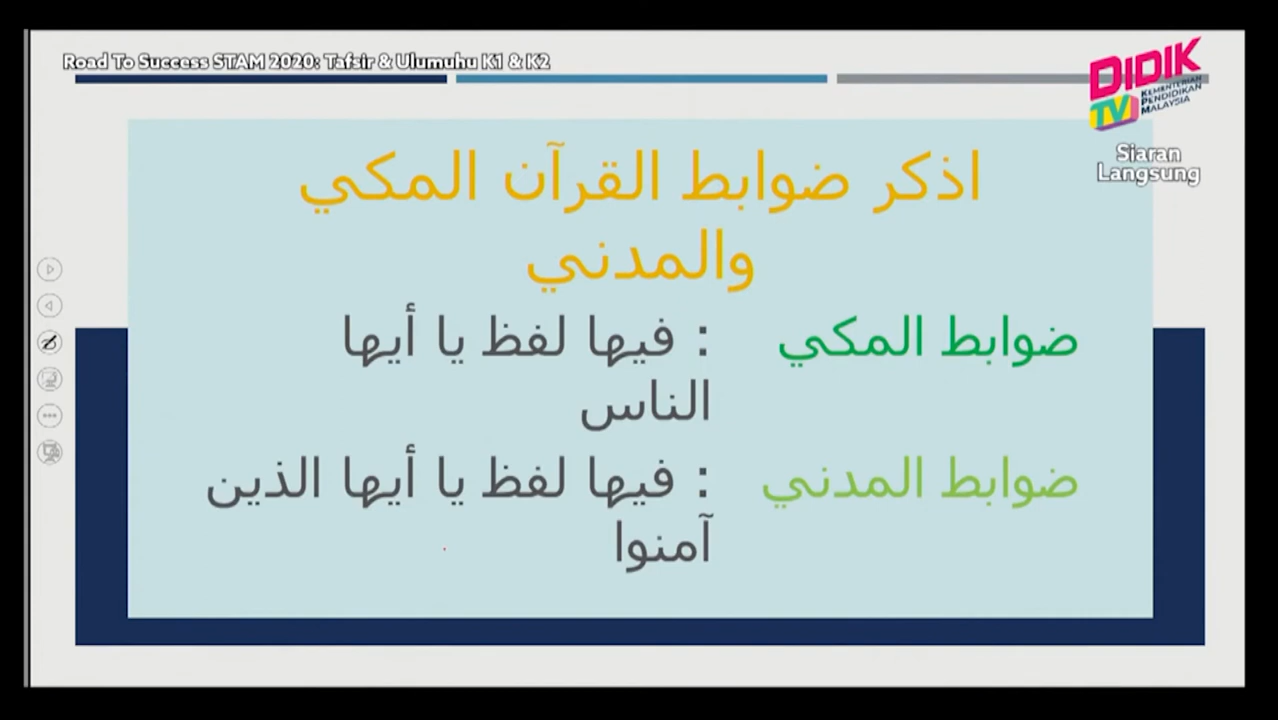 Road To Success STAM 2020: Tafsir & Ulumuhu K1 & K2
DIDIK
TV
KEMENTERIAN
PENDIDIKAN
MALAYSIA
Siaran
Langsung
اذكر ضوابط القرآن المكي
والمدني
ضوابط المكي : فيها لفظ يا أيها
الناس
ضوابط المدني : فيها لفظ يا أيها الذين
آمنوا